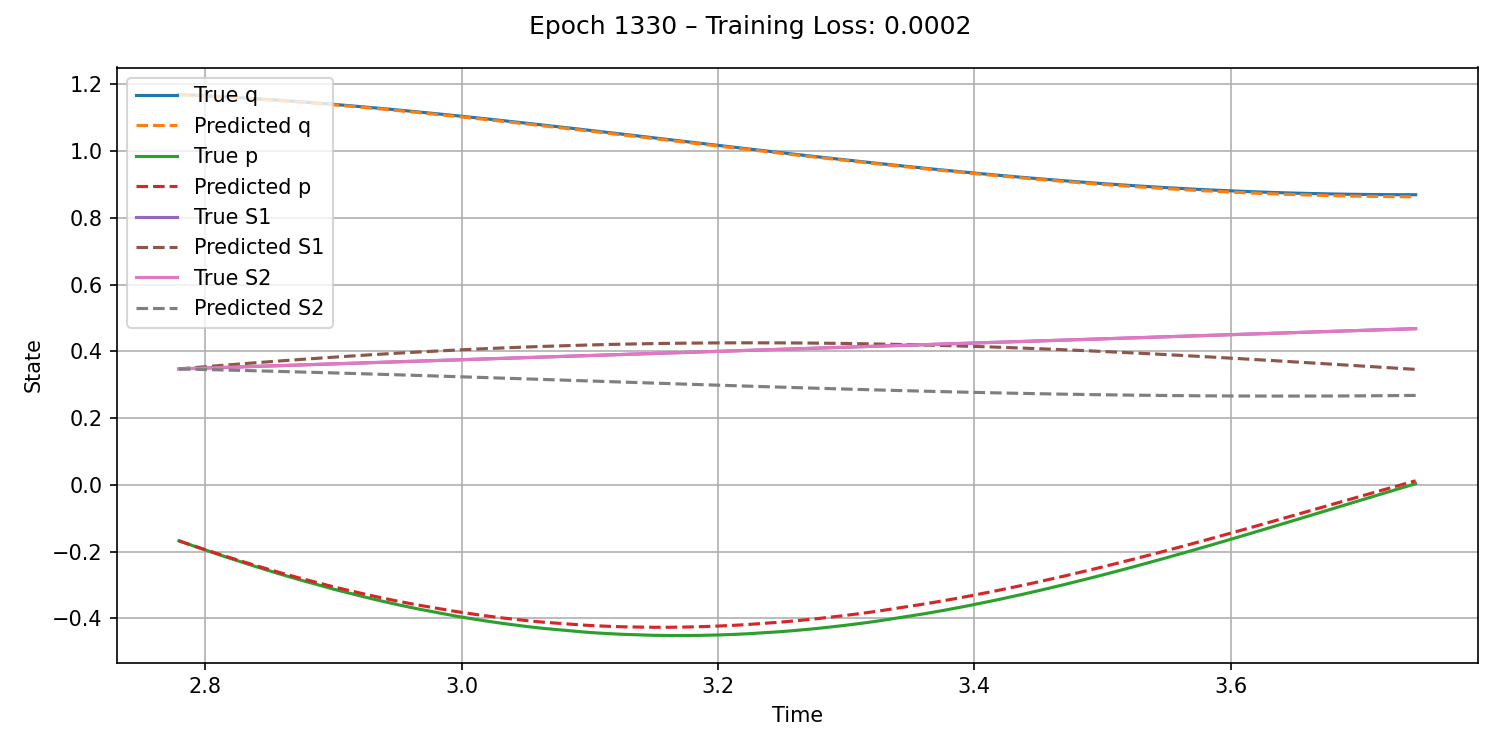 Epoch 1330 – Training Loss: 0.0002
1.2
1.0
0.8
0.6
0.4
0.2
0.0
−0.2
−0.4
State
True q
Predicted q
True p
Predicted p
True S1
Predicted S1
True S2
Predicted S2
2.8
3.0
3.2
3.4
3.6
Time